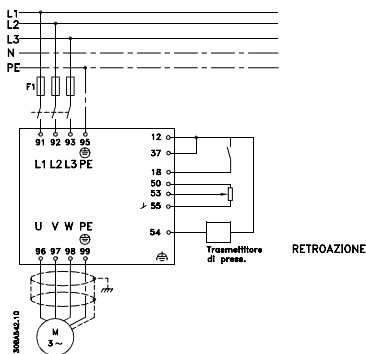 L1
L2
L3
N
PE
F1
91 92 93 95
L1 L2 L3 PE
12
37
18
50
53
55
54
U V W PE
96 97 98 99
Trasmettitore
di press.
RETROAZIONE
M
3~
308A542.10